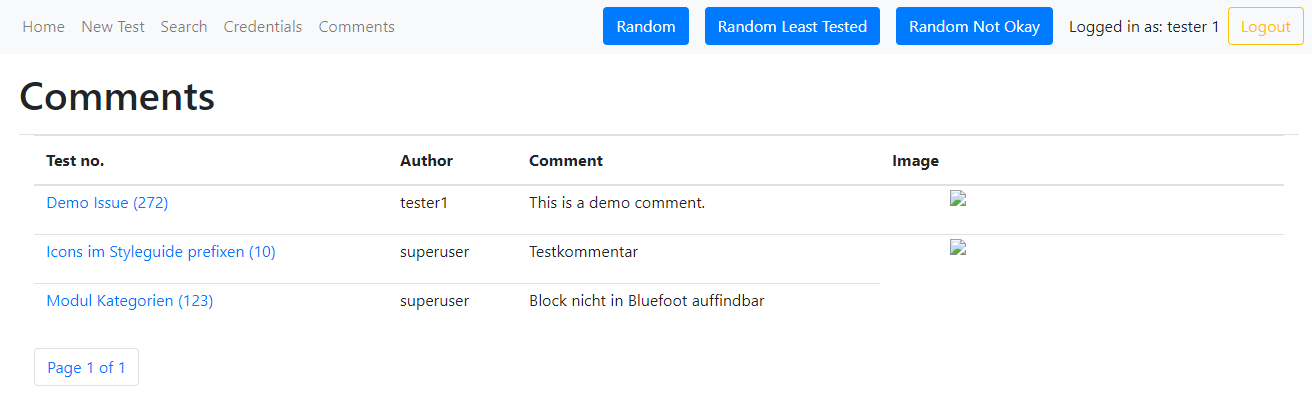 Home New Test Search Credentials Comments Random Random Least Tested Random Not Okay Logged in as: tester 1 Logout
Comments
Test no. Author Comment Image
Demo Issue (272) tester1 This is a demo comment.
Icons im Styleguide prefixen (10) superuser Testkommentar
Modul Kategorien (123) superuser Block nicht in Bluefoot auffindbar
Page 1 of 1